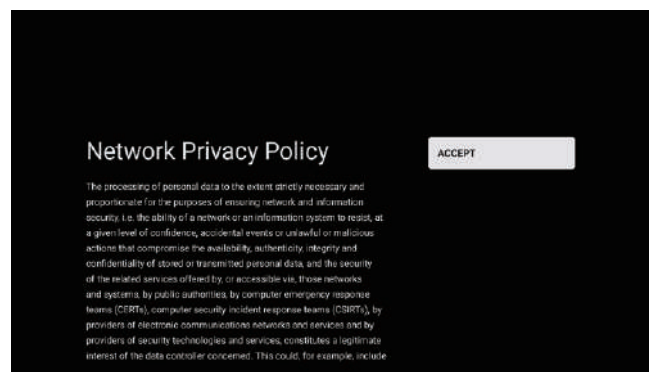 Network Privacy Policy
ACCEPT
The processing of personal data to the extent strictly necessary and
proportionate for the purposes of ensuring network and information
security, i.e. the ability of a network or an information system to resist, at
a given level of confidence, accidental events or unlawful or malicious
actions that compromise the availability, authenticity, integrity and
confidentiality of stored or transmitted personal data, and the security
of the related services offered by, or accessible via, those networks
and systems, by public authorities, by computer emergency response
teams (CERTs), computer security incident response teams (CSIRTs), by
providers of electronic communications networks and services and by
providers of security technologies and services, constitutes a legitimate
interest of the data controller concerned. This could, for example, include